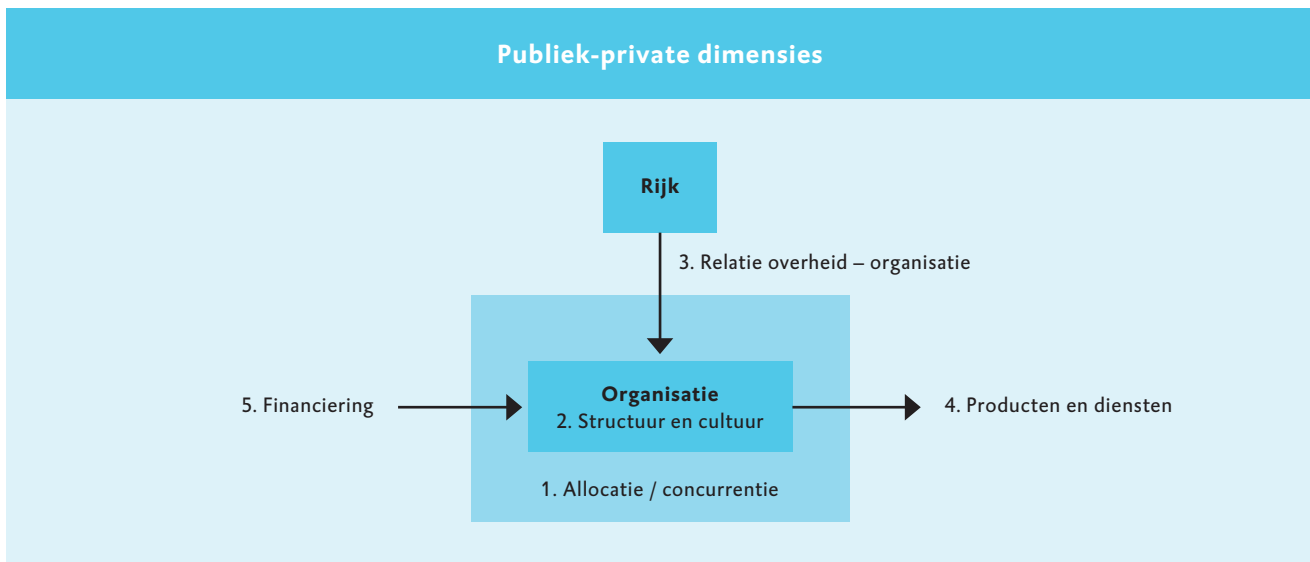 Publiek-private dimensies
Rijk
3. Relatie overheid – organisatie
Organisatie
2. Structuur en cultuur
5. Financiering
4. Producten en diensten
1. Allocatie / concurrentie